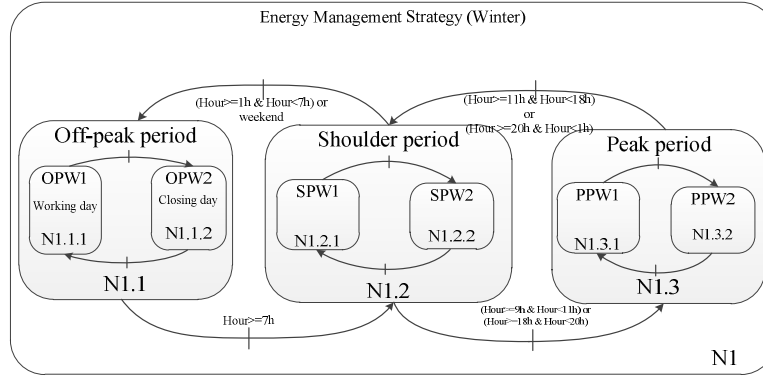 Energy Management Strategy (Winter)
(Hour>=1h & Hour<7h) or
weekend
(Hour>=11h & Hour<18h)
or
(Hour >=20h & Hour<1h)
Off-peak period
OPW1
Working day
N1.1.1
OPW2
Closing day
N1.1.2
N1.1
Shoulder period
SPW1
N1.2.1
SPW2
N1.2.2
N1.2
Peak period
PPW1
N1.3.1
PPW2
N1.3.2
N1.3
Hour>=7h
(Hour>=9h & Hour<11h) or
(Hour>=18h & Hour<20h)
N1